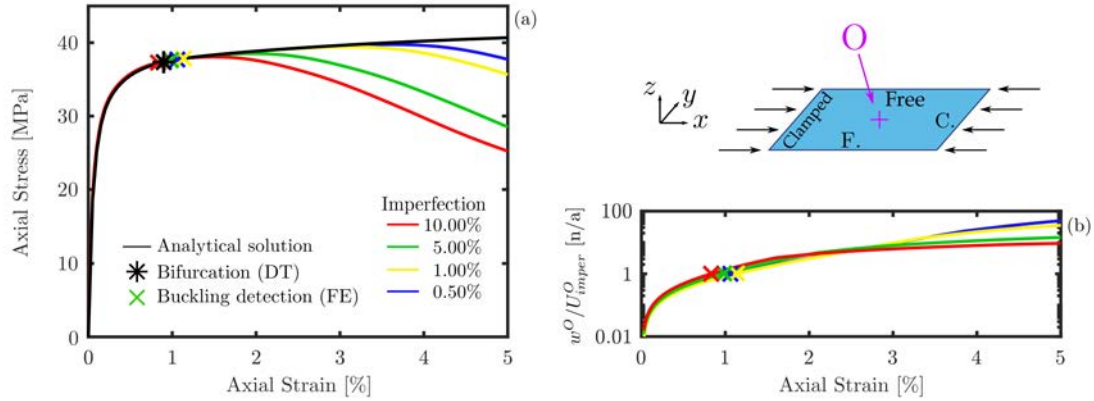 (a)
Axial Stress [MPa]
40
30
20
10
0
0 1 2 3 4 5
Axial Strain [%]
Analytical solution
Bifurcation (DT)
Buckling detection (FE)
Imperfection
10.00%
5.00%
1.00%
0.50%
O
z y x
Clamped
Free
C.
F.
(b)
w^O/U^O_imper [n/a]
100
1
0.01
0 1 2 3 4 5
Axial Strain [%]